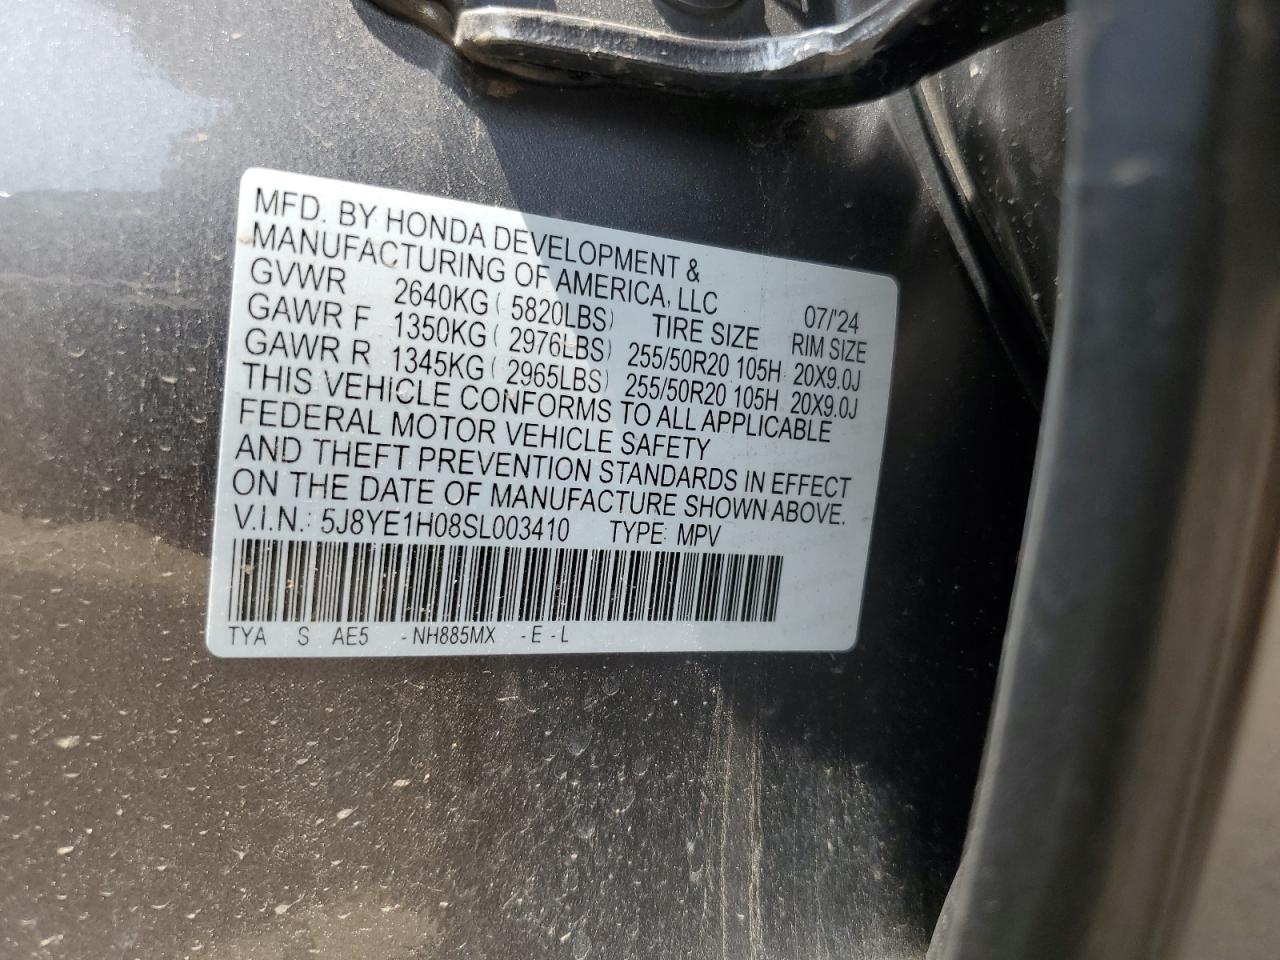 MFD. BY HONDA DEVELOPMENT &
MANUFACTURING OF AMERICA, LLC 07/'24
GVWR 2640KG ( 5820LBS) TIRE SIZE RIM SIZE
GAWR F 1350KG ( 2976LBS) 255/50R20 105H 20X9.0J
GAWR R 1345KG ( 2965LBS) 255/50R20 105H 20X9.0J
THIS VEHICLE CONFORMS TO ALL APPLICABLE
FEDERAL MOTOR VEHICLE SAFETY
AND THEFT PREVENTION STANDARDS IN EFFECT
ON THE DATE OF MANUFACTURE SHOWN ABOVE.
V.I.N.: 5J8YE1H08SL003410 TYPE: MPV
TYA S AE5 -NH885MX -E -L